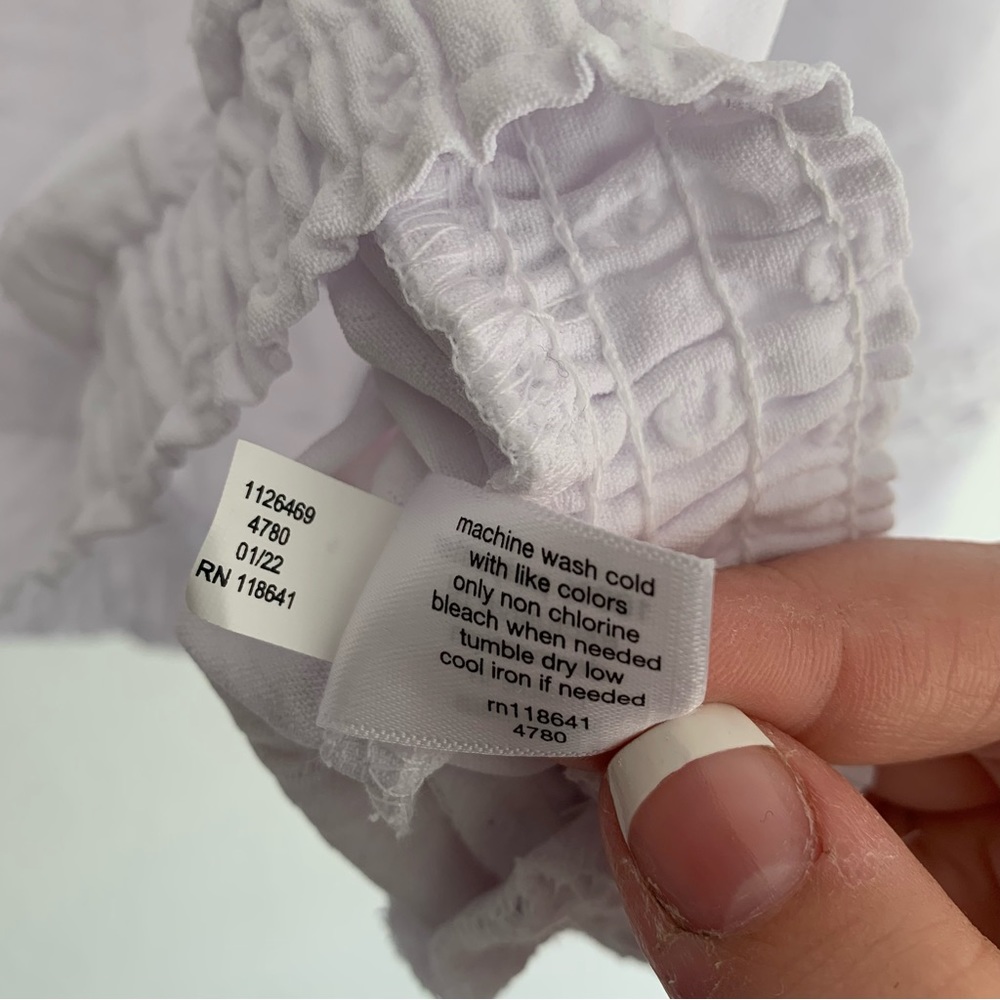 1126469
4780
01/22
RN 118641
machine wash cold
with like colors
only non chlorine
bleach when needed
tumble dry low
cool iron if needed
rn118641
4780